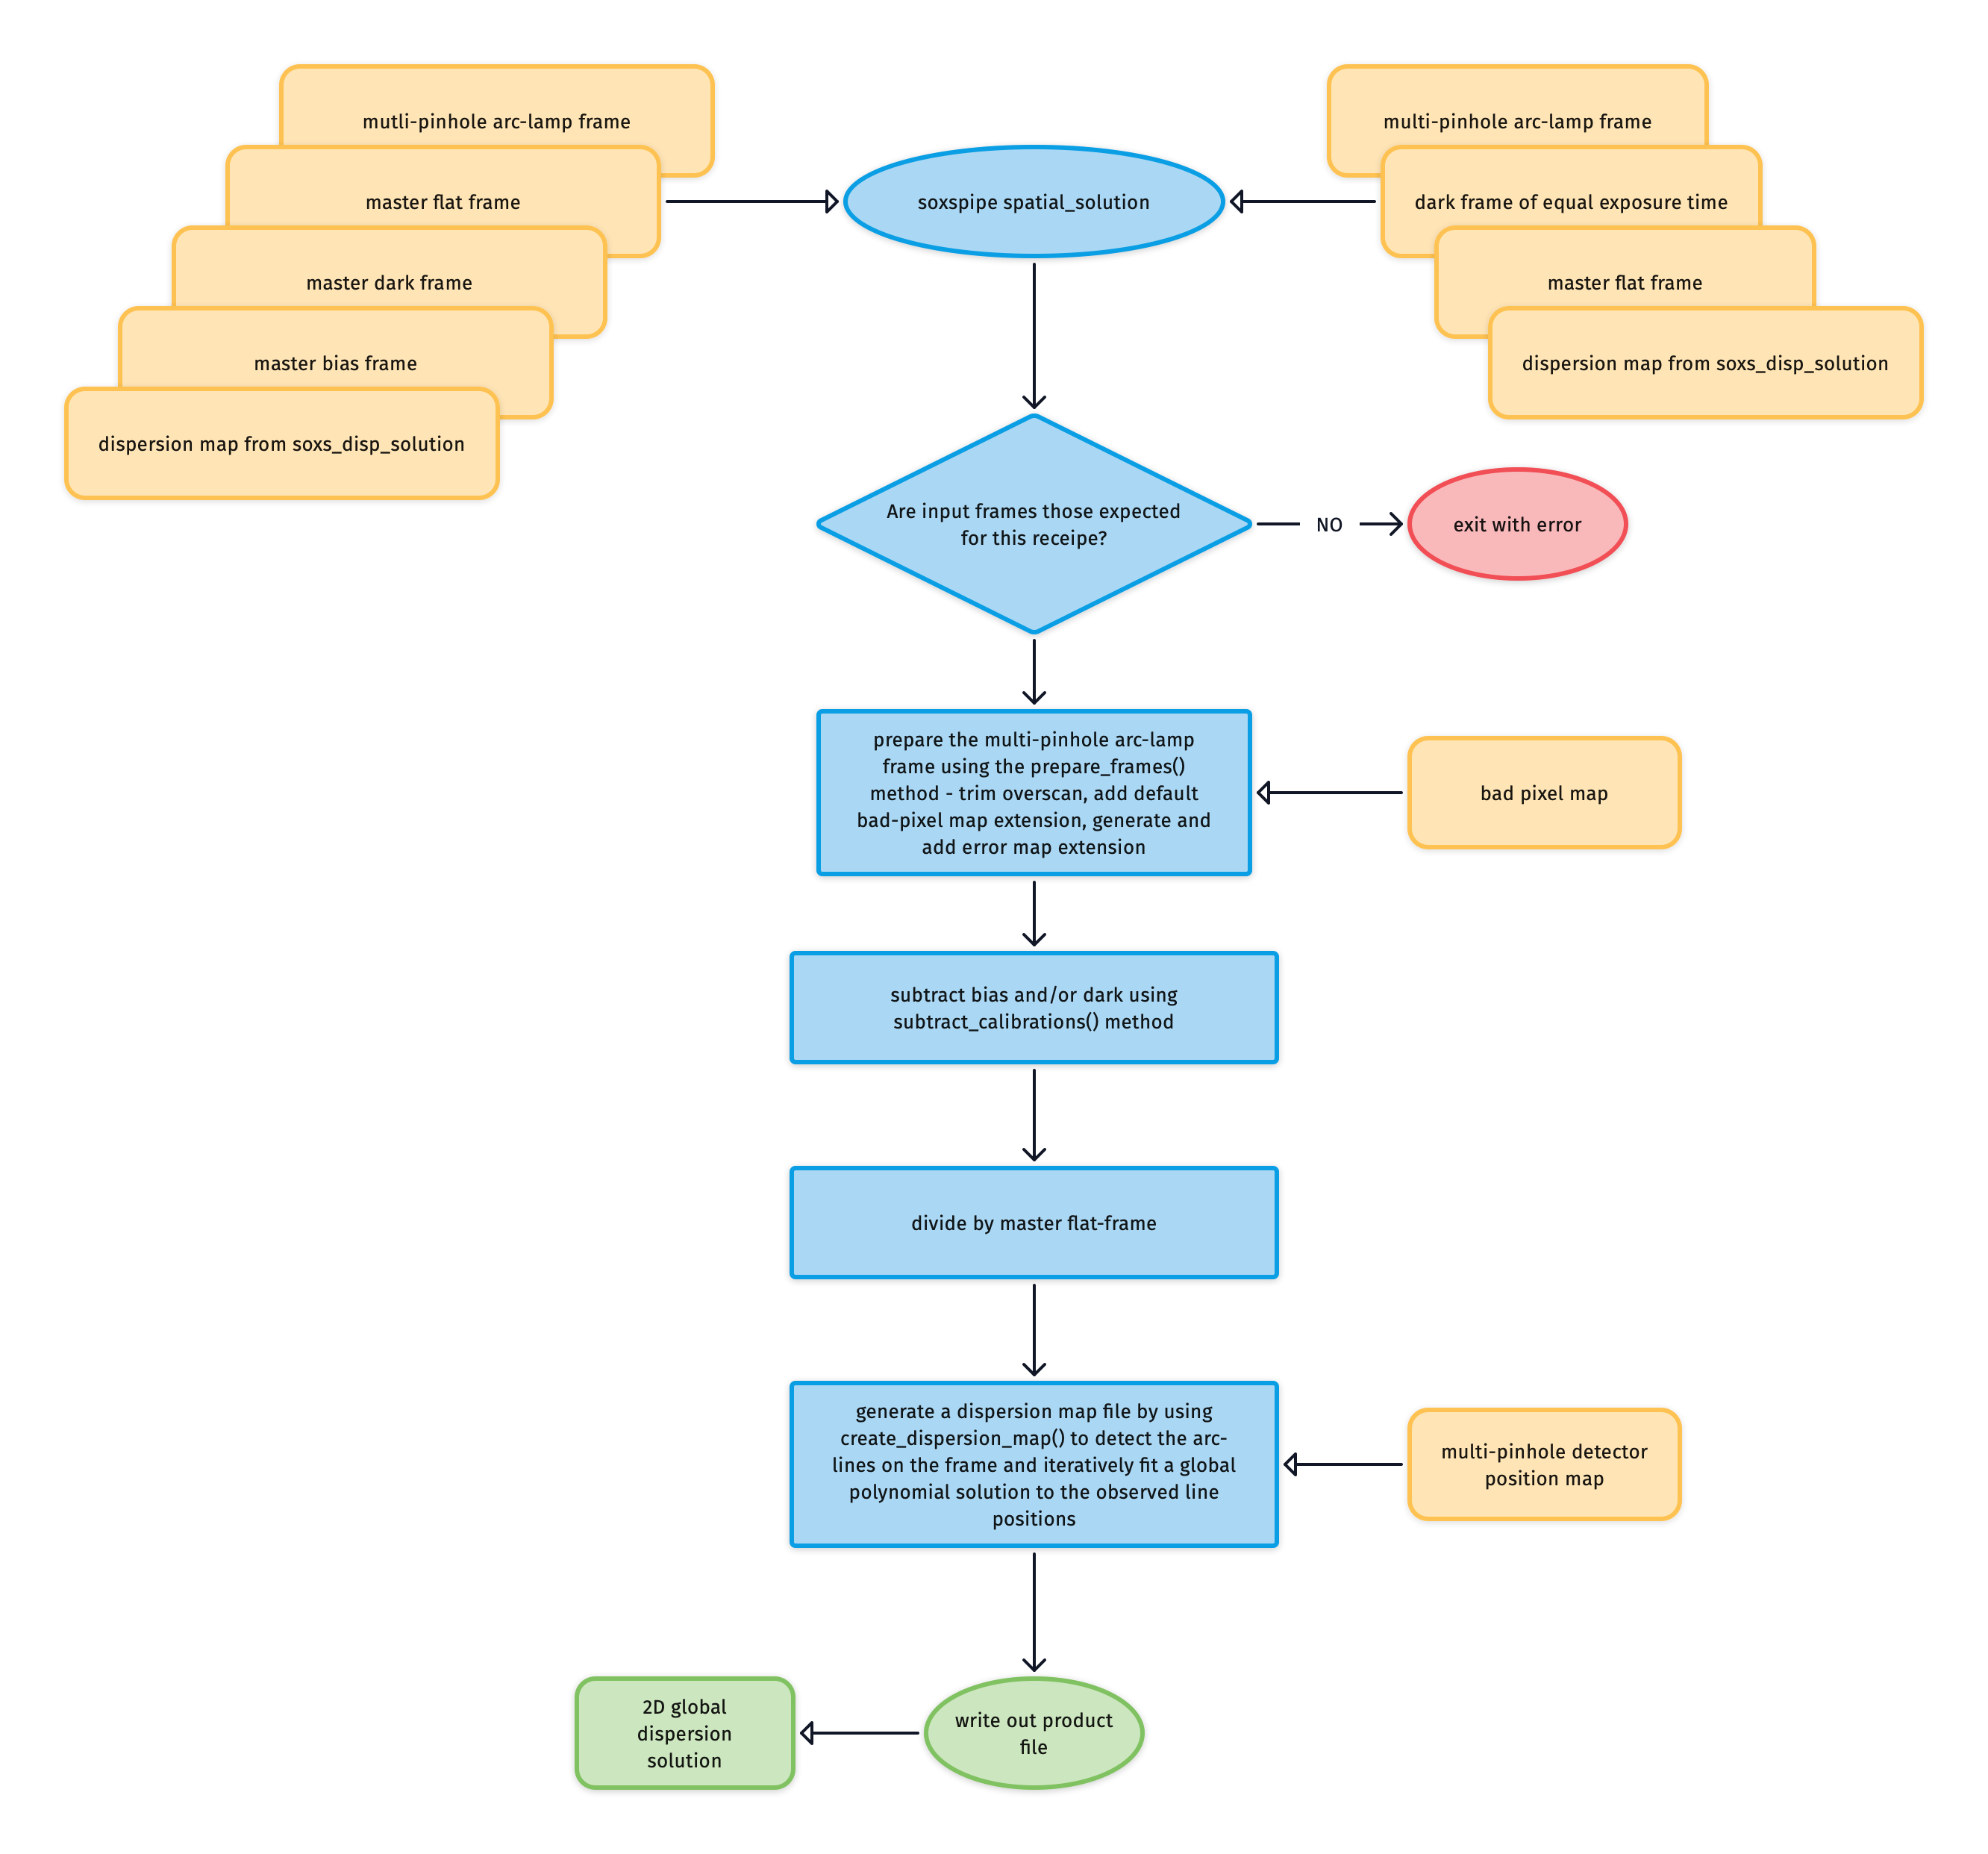 mutli-pinhole arc-lamp frame
master flat frame
master dark frame
master bias frame
dispersion map from soxs_disp_solution
soxspipe spatial_solution
multi-pinhole arc-lamp frame
dark frame of equal exposure time
master flat frame
dispersion map from soxs_disp_solution
Are input frames those expected
for this receipe?
NO
exit with error
prepare the multi-pinhole arc-lamp
frame using the prepare_frames()
method - trim overscan, add default
bad-pixel map extension, generate and
add error map extension
bad pixel map
subtract bias and/or dark using
subtract_calibrations() method
divide by master flat-frame
generate a dispersion map file by using
create_dispersion_map() to detect the arc-
lines on the frame and iteratively fit a global
polynomial solution to the observed line
positions
multi-pinhole detector
position map
write out product
file
2D global
dispersion
solution